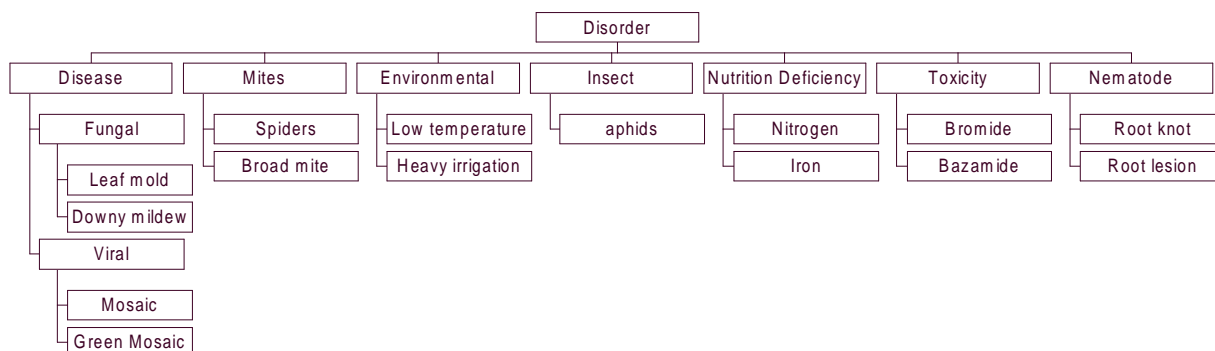 Disorder
Disease
Mites
Environmental
Insect
Nutrition Deficiency
Toxicity
Nematode
Fungal
Spiders
Low temperature
aphids
Nitrogen
Bromide
Root knot
Broad mite
Heavy irrigation
Iron
Bazamide
Root lesion
Leaf mold
Downy mildew
Viral
Mosaic
Green Mosaic